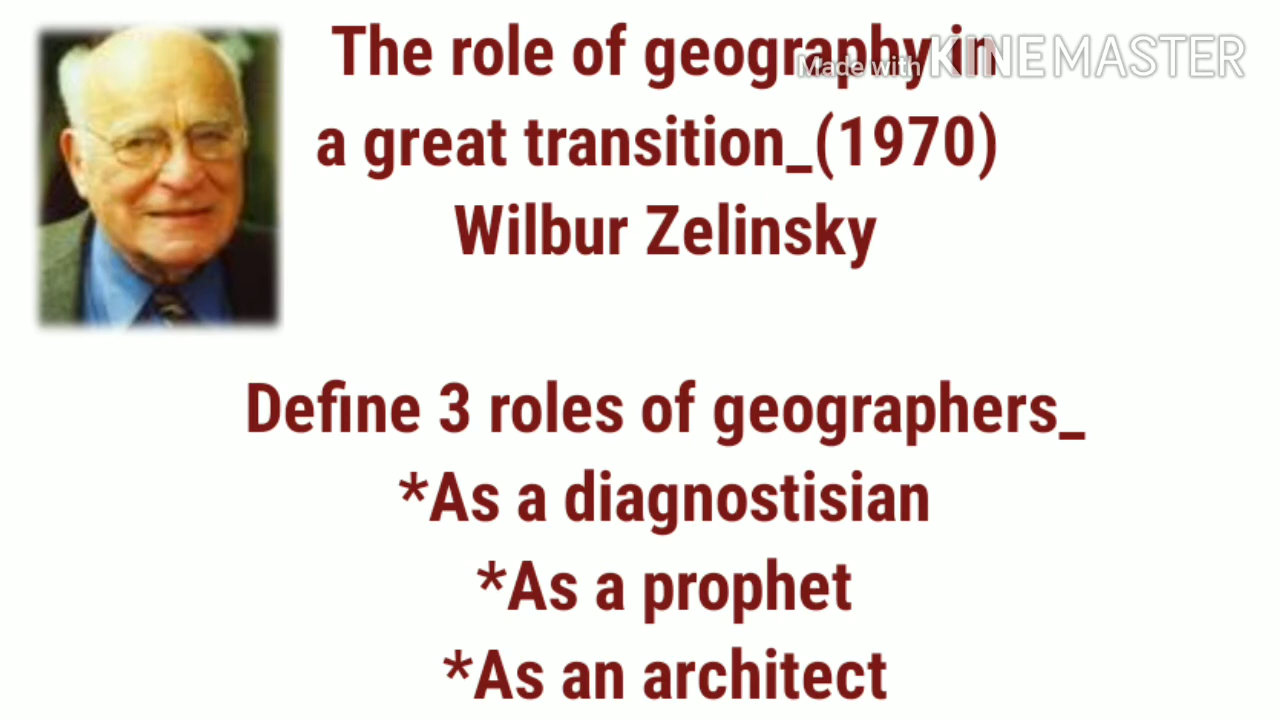 The role of geography in
Made with KINEMASTER
a great transition_(1970)
Wilbur Zelinsky
Define 3 roles of geographers_
*As a diagnostisian
*As a prophet
*As an architect